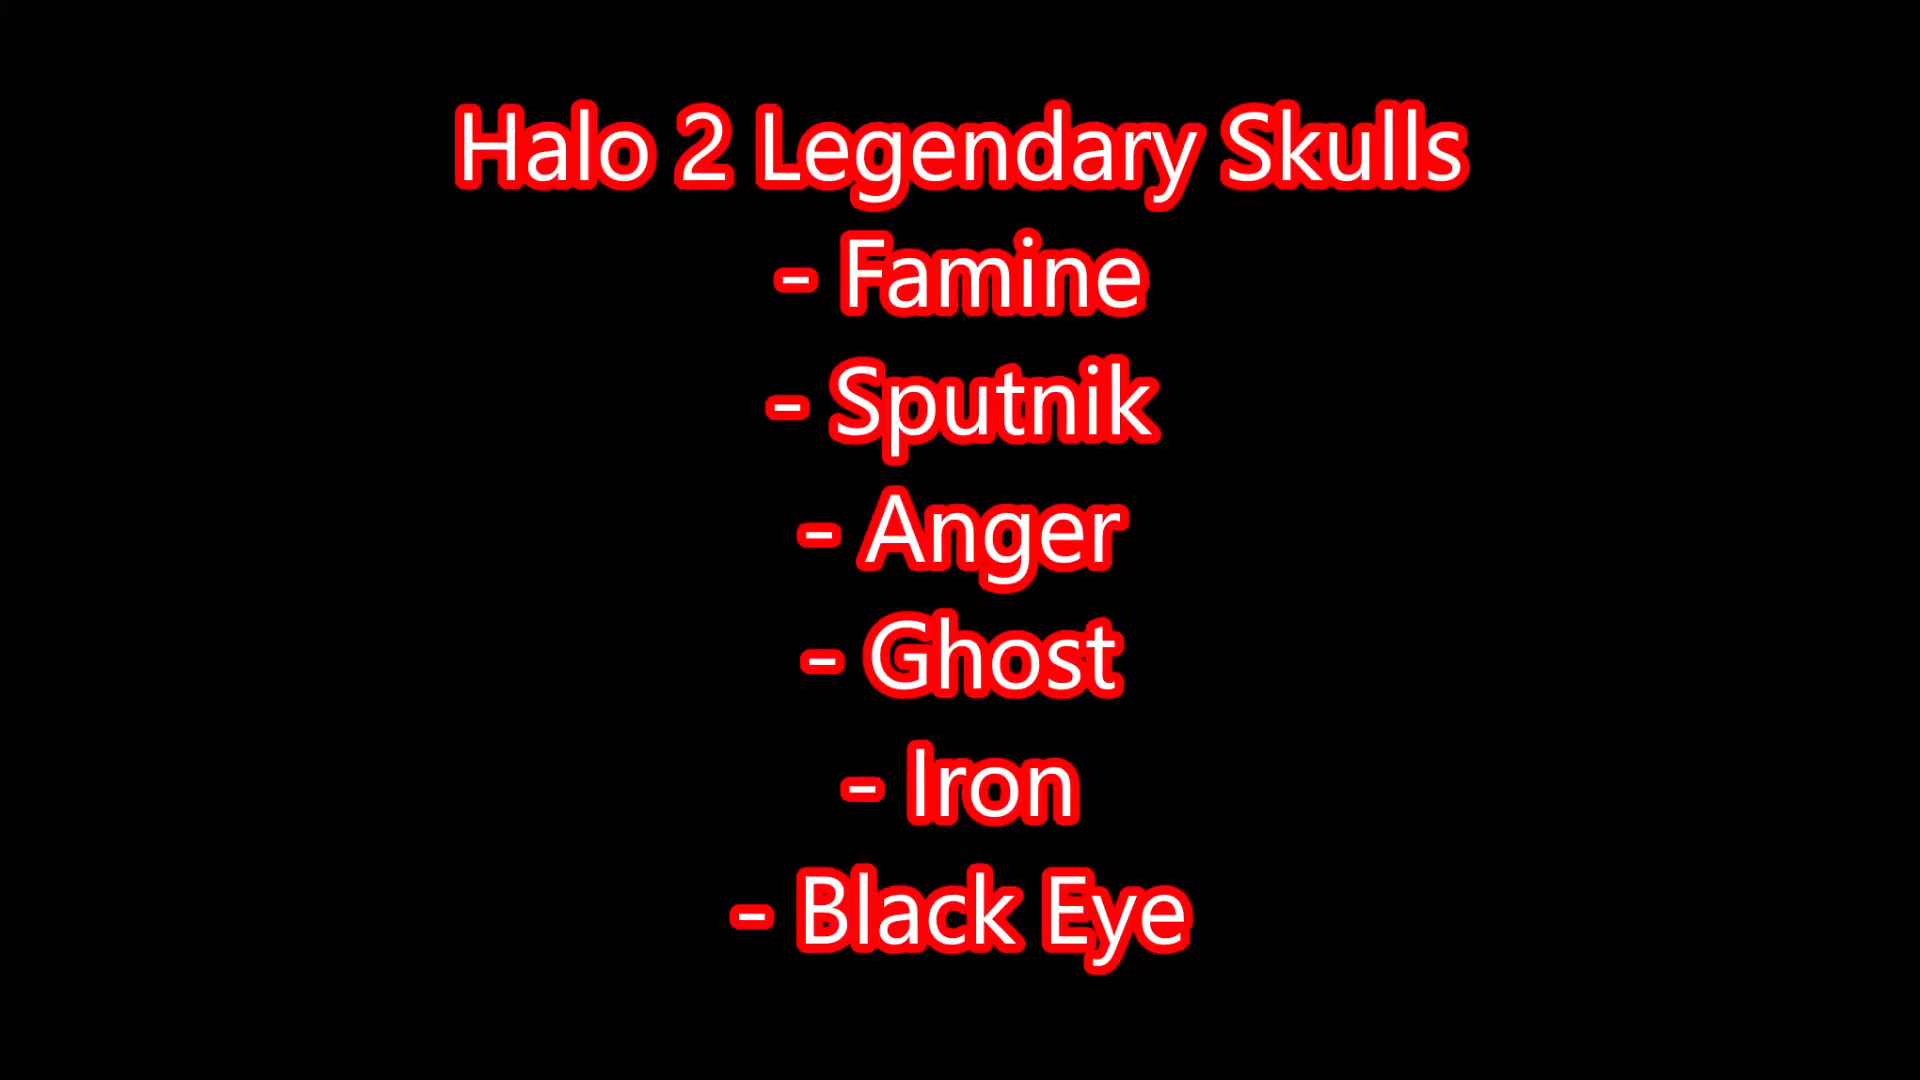 Halo 2 Legendary Skulls
- Famine
- Sputnik
- Anger
- Ghost
- Iron
- Black Eye